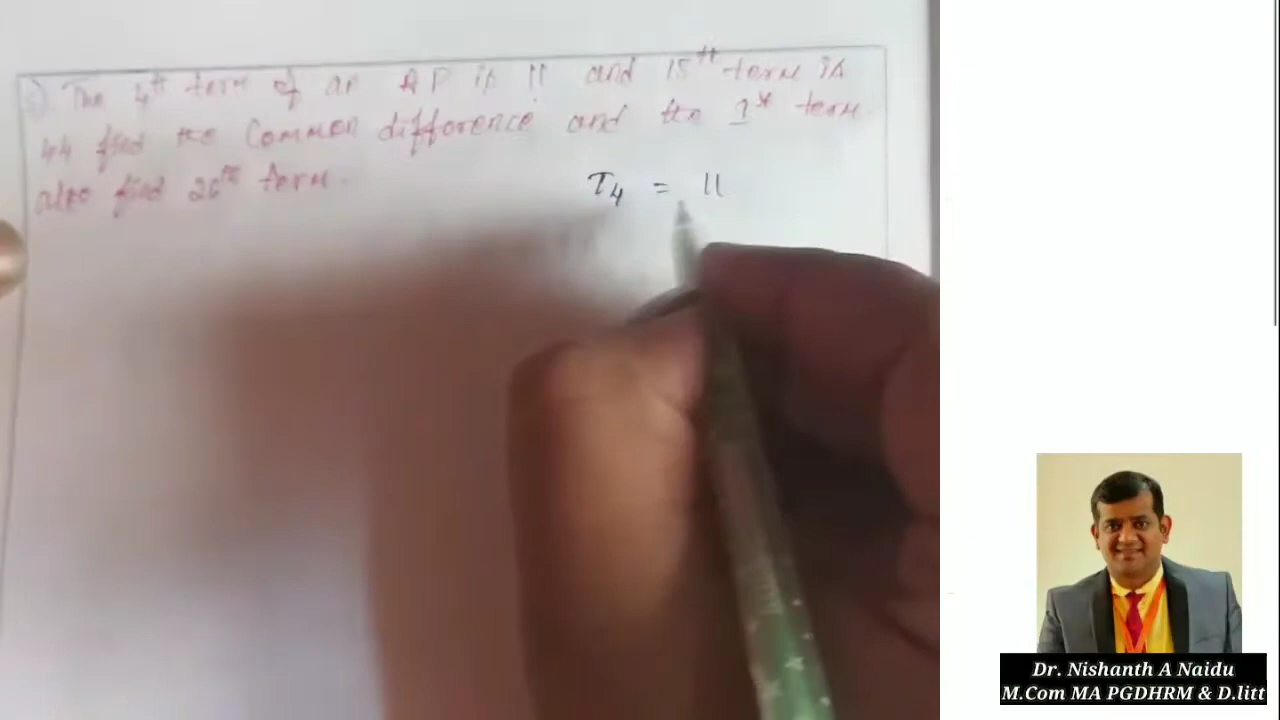 The 4th term of an AP is 11 and 15th term is
44 find the Common difference and the 1st term.
also find 20th term.
T4 = 11
Dr. Nishanth A Naidu
M.Com MA PGDHRM & D.litt